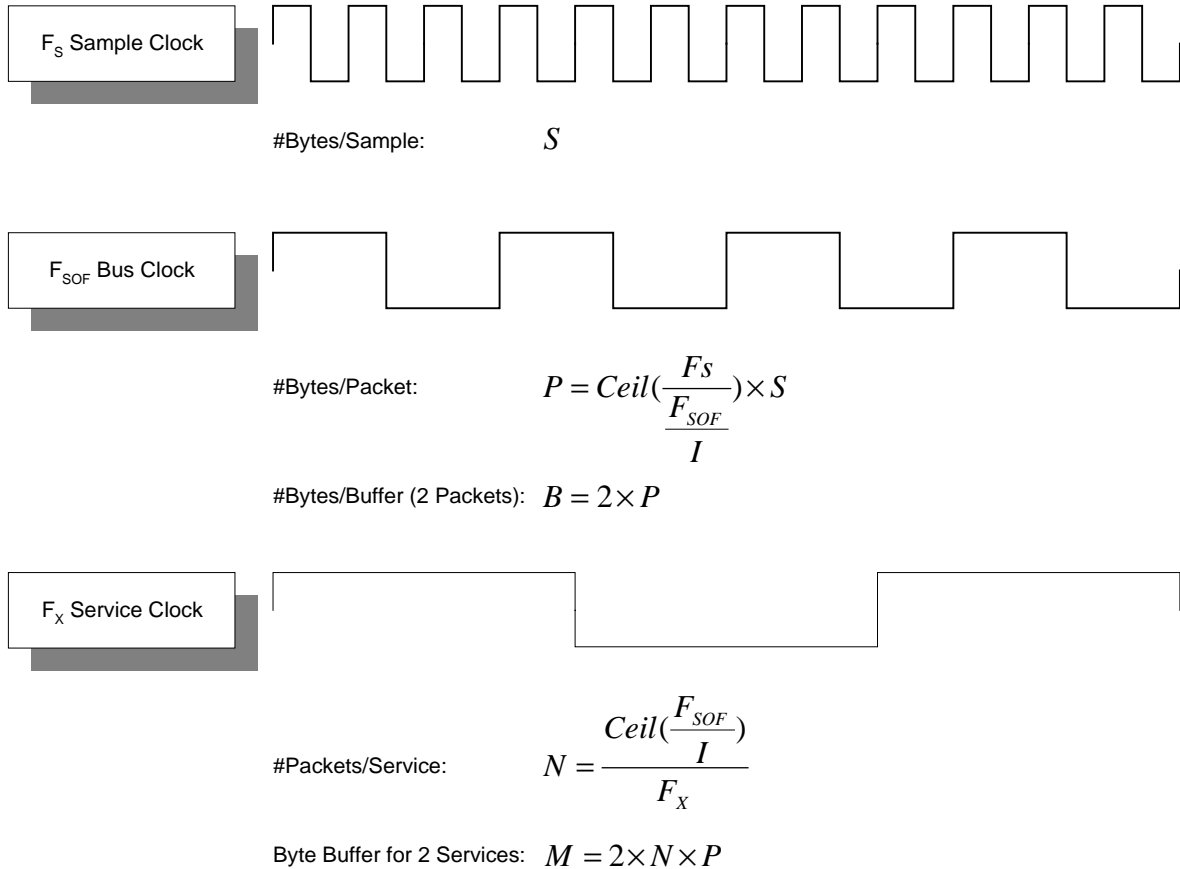 F_S Sample Clock
#Bytes/Sample: S
F_SOF Bus Clock
#Bytes/Packet: P = Ceil(Fs / (F_SOF / I)) × S
#Bytes/Buffer (2 Packets): B = 2 × P
F_X Service Clock
#Packets/Service: N = Ceil(F_SOF / I) / F_X
Byte Buffer for 2 Services: M = 2 × N × P